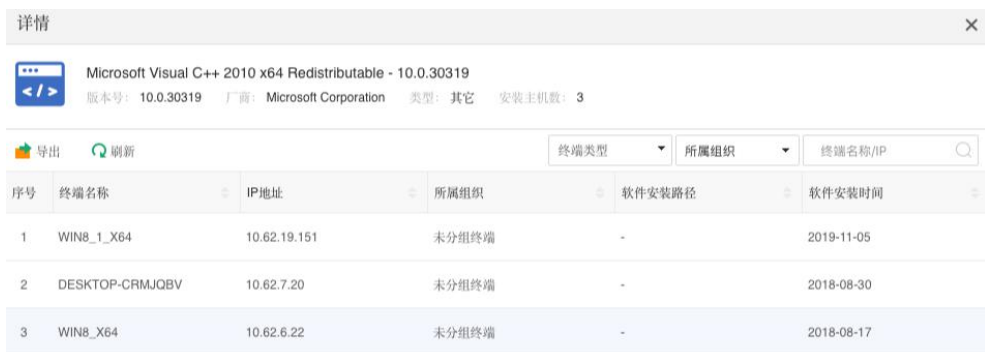 详情
Microsoft Visual C++ 2010 x64 Redistributable - 10.0.30319
版本号: 10.0.30319 厂商: Microsoft Corporation 类型: 其它 安装主机数: 3
导出 刷新 终端类型 所属组织 终端名称/IP
序号 终端名称 IP地址 所属组织 软件安装路径 软件安装时间
1 WIN8_1_X64 10.62.19.151 未分组终端 - 2019-11-05
2 DESKTOP-CRMJQBV 10.62.7.20 未分组终端 - 2018-08-30
3 WIN8_X64 10.62.6.22 未分组终端 - 2018-08-17